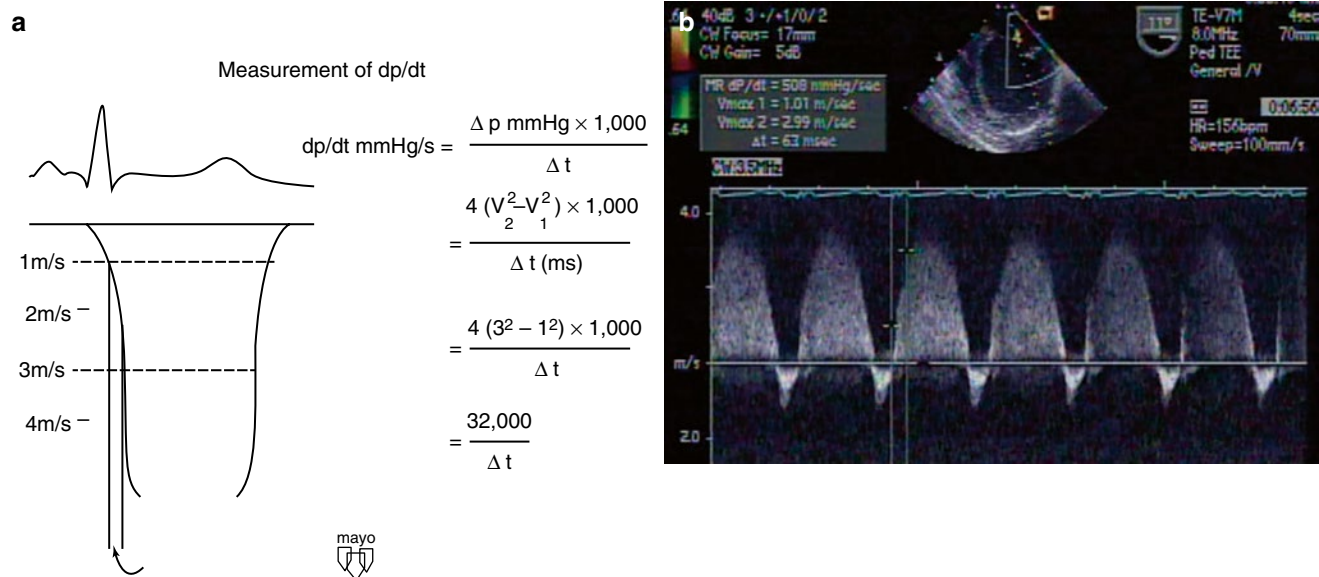 a
Measurement of dp/dt
dp/dt mmHg/s = Δ p mmHg × 1,000 / Δ t
= 4 (V₂²–V₁²) × 1,000 / Δ t (ms)
= 4 (3² – 1²) × 1,000 / Δ t
= 32,000 / Δ t
1m/s
2m/s
3m/s
4m/s
mayo
b
40dB 3 •/+1/0/2
CW Focus= 17mm
CW Gain= 5dB
MR dP/dt = 508 mmHg/sec
Vmax 1 = 1.01 m/sec
Vmax 2 = 2.99 m/sec
Δt = 63 msec
.64
CW:3.5MHz
4.0
m/s
2.0
TE-V7M 4sec
8.0MHz 70mm
Ped TEE
General /V
0:06:56
HR=156bpm
Sweep=100mm/s